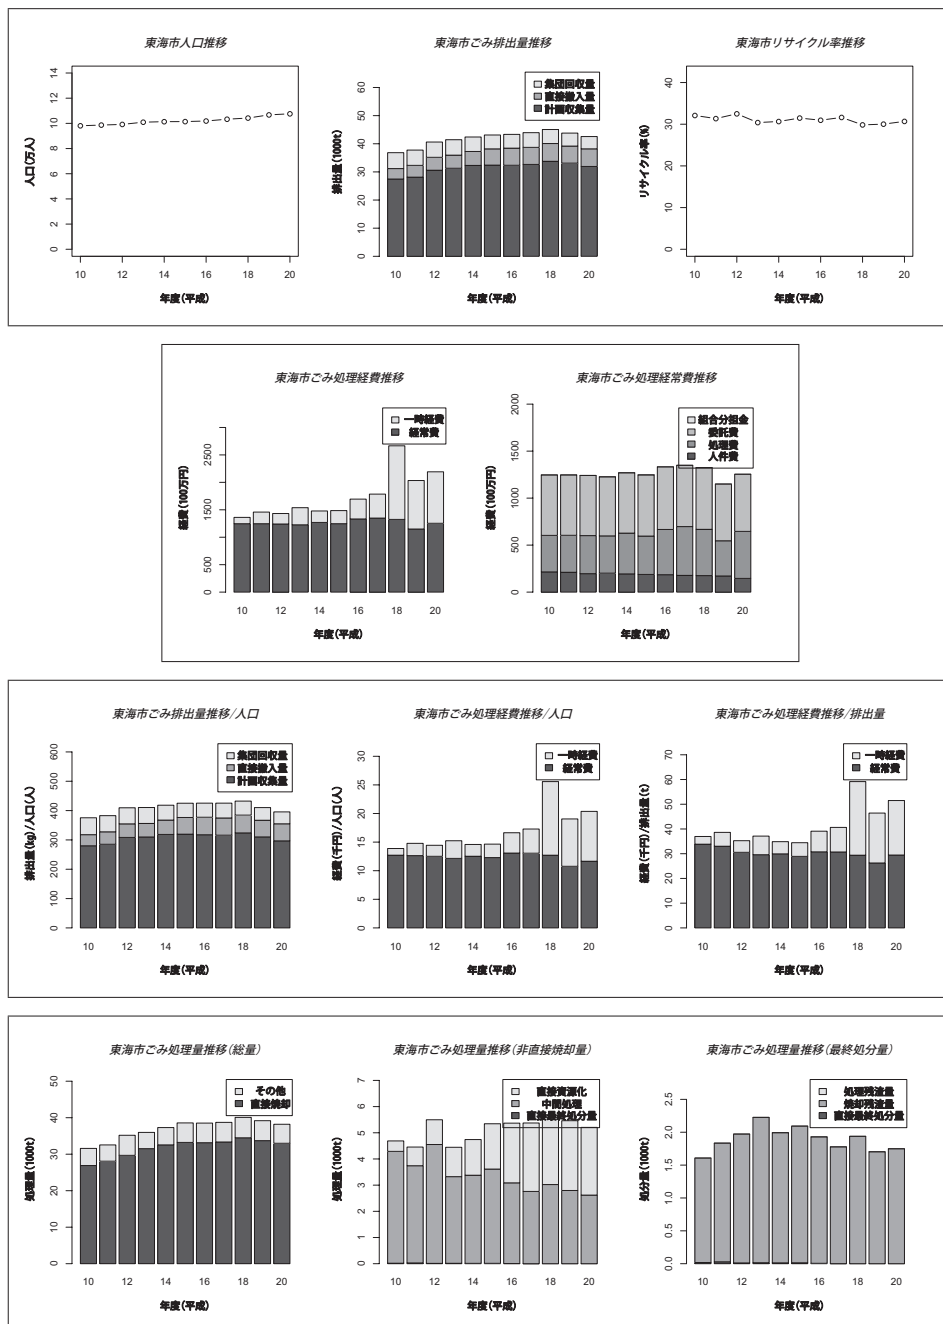 東海市人口推移
東海市ごみ排出量推移
東海市リサイクル率推移
人口(万人)
0 2 4 6 8 10 12 14
10 12 14 16 18 20
年度(平成)
排出量(1000t)
0 10 20 30 40 50 60
集団回収量
直接搬入量
計画収集量
10 12 14 16 18 20
年度(平成)
リサイクル率(%)
0 10 20 30 40
10 12 14 16 18 20
年度(平成)
東海市ごみ処理経費推移
東海市ごみ処理経常費推移
経費(100万円)
0 500 1500 2500
一時経費
経常費
10 12 14 16 18 20
年度(平成)
経費(100万円)
0 500 1000 1500 2000
組合分担金
委託費
処理費
人件費
10 12 14 16 18 20
年度(平成)
東海市ごみ排出量推移/人口
東海市ごみ処理経費推移/人口
東海市ごみ処理経費推移/排出量
排出量(kg)/人口(人)
0 100 200 300 400 500 600
集団回収量
直接搬入量
計画収集量
10 12 14 16 18 20
年度(平成)
経費(千円)/人口(人)
0 5 10 15 20 25 30
一時経費
経常費
10 12 14 16 18 20
年度(平成)
経費(千円)/排出量(t)
0 10 20 30 40 50 60 70
一時経費
経常費
10 12 14 16 18 20
年度(平成)
東海市ごみ処理量推移(総量)
東海市ごみ処理量推移(非直接焼却量)
東海市ごみ処理量推移(最終処分量)
処理量(1000t)
0 10 20 30 40 50
その他
直接焼却
10 12 14 16 18 20
年度(平成)
処理量(1000t)
0 1 2 3 4 5 6 7
直接資源化
中間処理
直接最終処分量
10 12 14 16 18 20
年度(平成)
処分量(1000t)
0.0 0.5 1.0 1.5 2.0 2.5
処理残渣量
焼却残渣量
直接最終処分量
10 12 14 16 18 20
年度(平成)